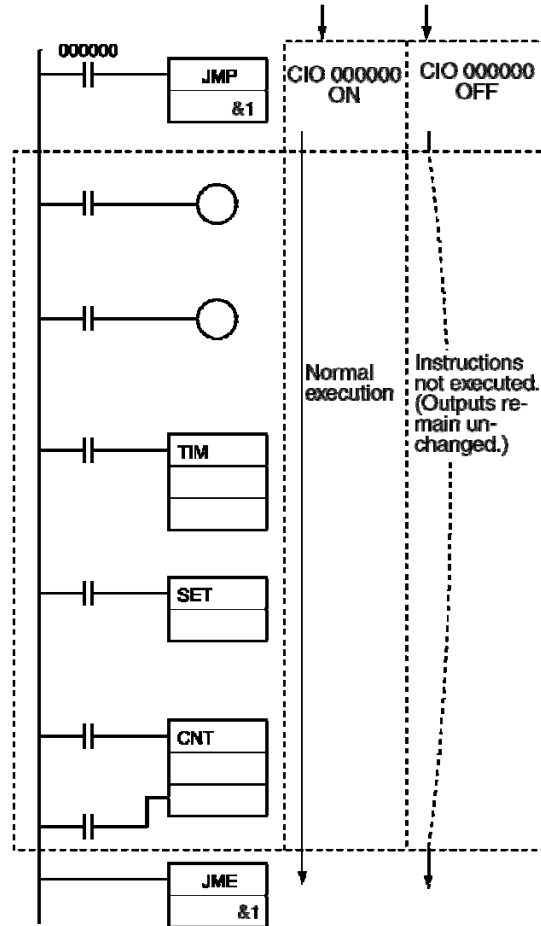 000000
JMP
&1
CIO 000000
ON
CIO 000000
OFF
Normal
execution
Instructions
not executed.
(Outputs re-
main un-
changed.)
TIM
SET
CNT
JME
&1